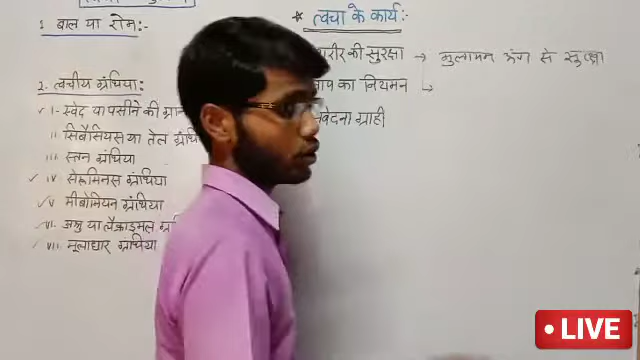 1. बाल या रोम:-
2. त्वचीय ग्रंथिया:-
i- स्वेद या पसीने की
ii सिबैसियस या तेल
iii स्तन ग्रंथिया
iv सेरूमिनस ग्रंथिया
v मीबोमियन ग्रंथिया
vi- अश्रु या लैक्राइमल
vii- मूलाधार ग्रंथिया
* त्वचा के कार्य:-
की सुरक्षा → मुलायम अंग से सुरक्षा
का नियमन
ग्राही
LIVE